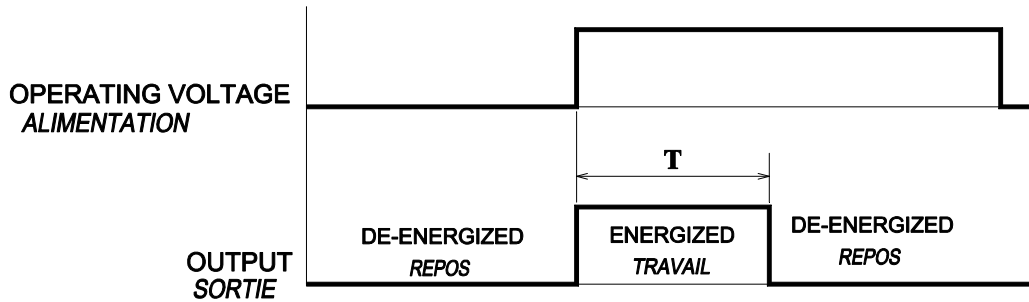 OPERATING VOLTAGE
ALIMENTATION
T
DE-ENERGIZED
REPOS
ENERGIZED
TRAVAIL
DE-ENERGIZED
REPOS
OUTPUT
SORTIE